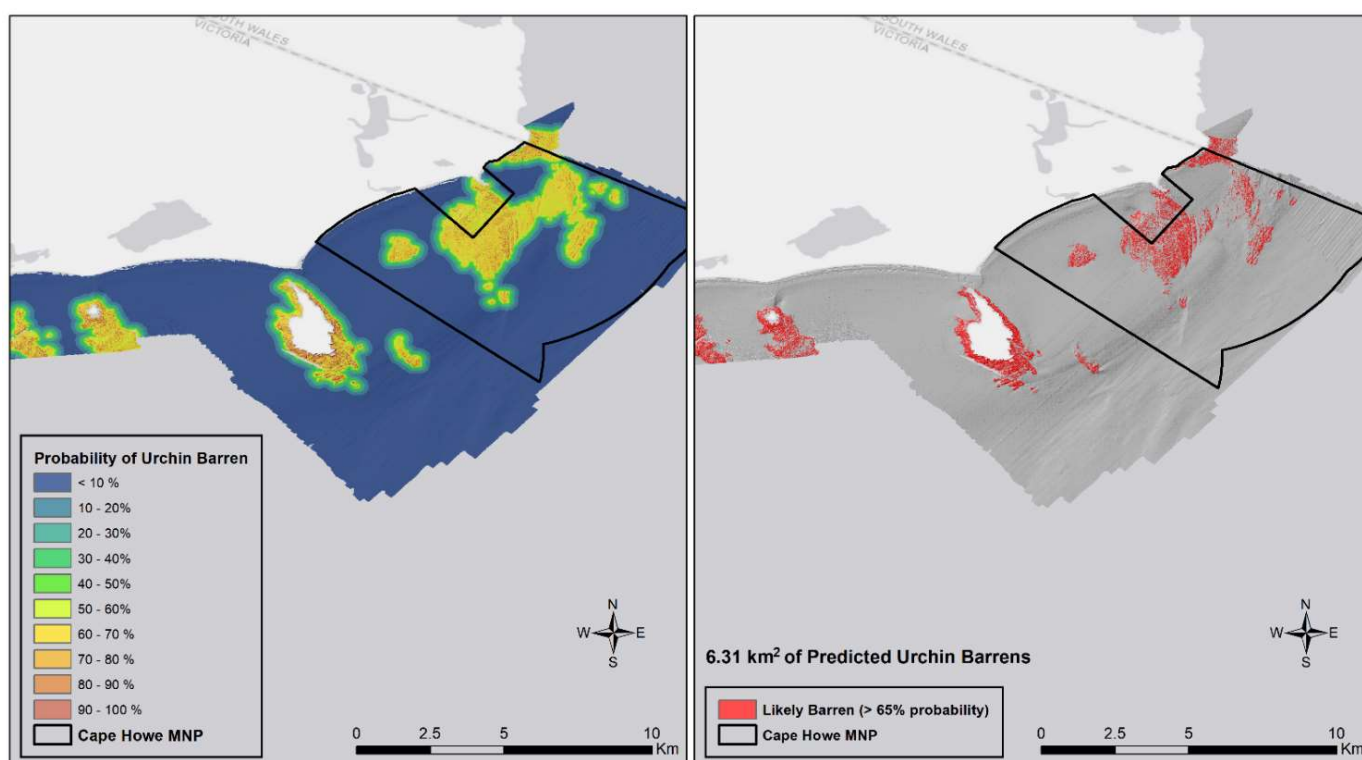 SOUTH WALES
VICTORIA
Probability of Urchin Barren
< 10 %
10 - 20%
20 - 30%
30 - 40%
40 - 50%
50 - 60%
60 - 70 %
70 - 80 %
80 - 90 %
90 - 100 %
Cape Howe MNP
N
W E
S
0 2.5 5 10
Km
SOUTH WALES
VICTORIA
N
W E
S
6.31 km² of Predicted Urchin Barrens
Likely Barren (> 65% probability)
Cape Howe MNP
0 2.5 5 10
Km